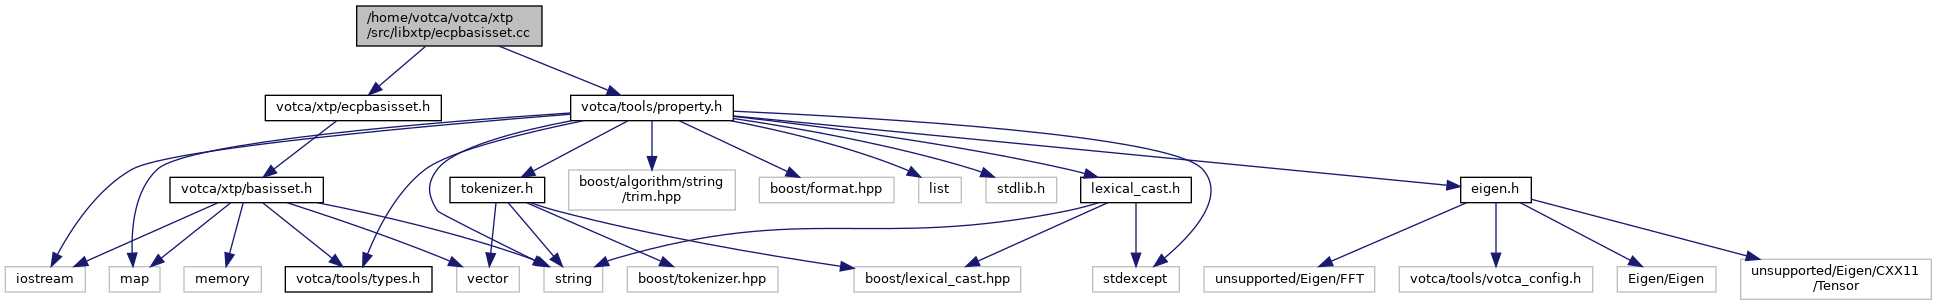 /home/votca/votca/xtp
/src/libxtp/ecpbasisset.cc
votca/xtp/ecpbasisset.h
votca/tools/property.h
votca/xtp/basisset.h
tokenizer.h
boost/algorithm/string
/trim.hpp
boost/format.hpp
list
stdlib.h
lexical_cast.h
eigen.h
iostream
map
memory
votca/tools/types.h
vector
string
boost/tokenizer.hpp
boost/lexical_cast.hpp
stdexcept
unsupported/Eigen/FFT
votca/tools/votca_config.h
Eigen/Eigen
unsupported/Eigen/CXX11
/Tensor